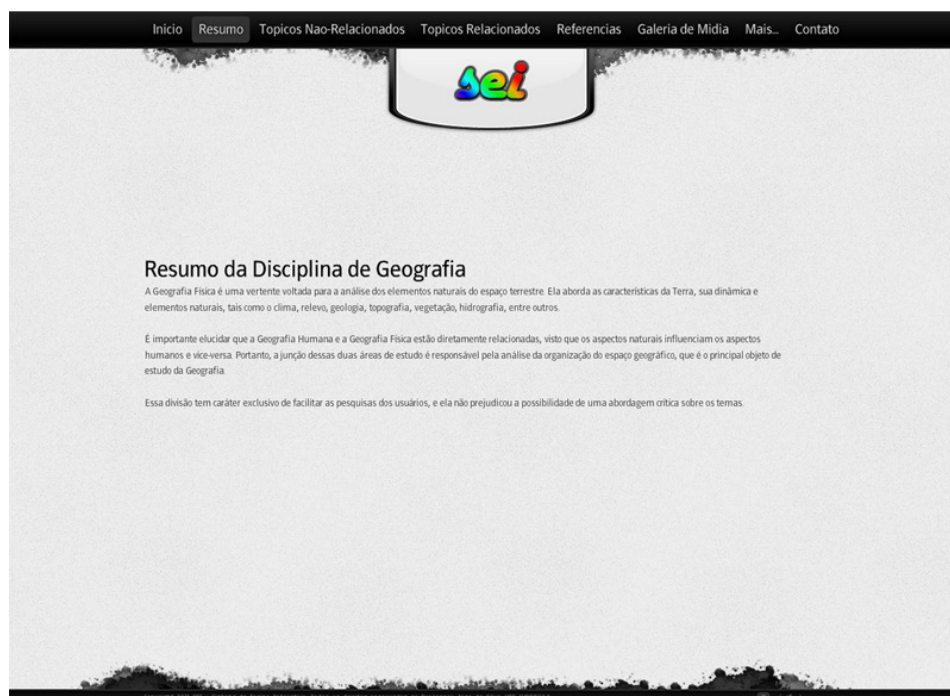 Inicio Resumo Topicos Nao-Relacionados Topicos Relacionados Referencias Galeria de Midia Mais... Contato
sei
Resumo da Disciplina de Geografia
A Geografia Física é uma vertente voltada para a análise dos elementos naturais do espaço terrestre. Ela aborda as características da Terra, sua dinâmica e
elementos naturais, tais como o clima, relevo, geologia, topografia, vegetação, hidrografia, entre outros.
É importante elucidar que a Geografia Humana e a Geografia Física estão diretamente relacionadas, visto que os aspectos naturais influenciam os aspectos
humanos e vice-versa. Portanto, a junção dessas duas áreas de estudo é responsável pela análise da organização do espaço geográfico, que é o principal objeto de
estudo da Geografia.
Essa divisão tem caráter exclusivo de facilitar as pesquisas dos usuários, e ela não prejudicou a possibilidade de uma abordagem crítica sobre os temas.